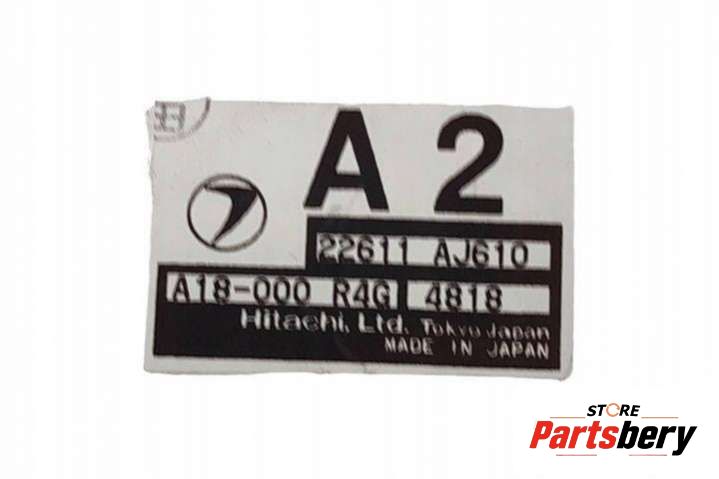 A 2
22611 AJ610
A18-000 R4G 4818
Hitachi, Ltd. Tokyo Japan
MADE IN JAPAN
STORE
Partsbery